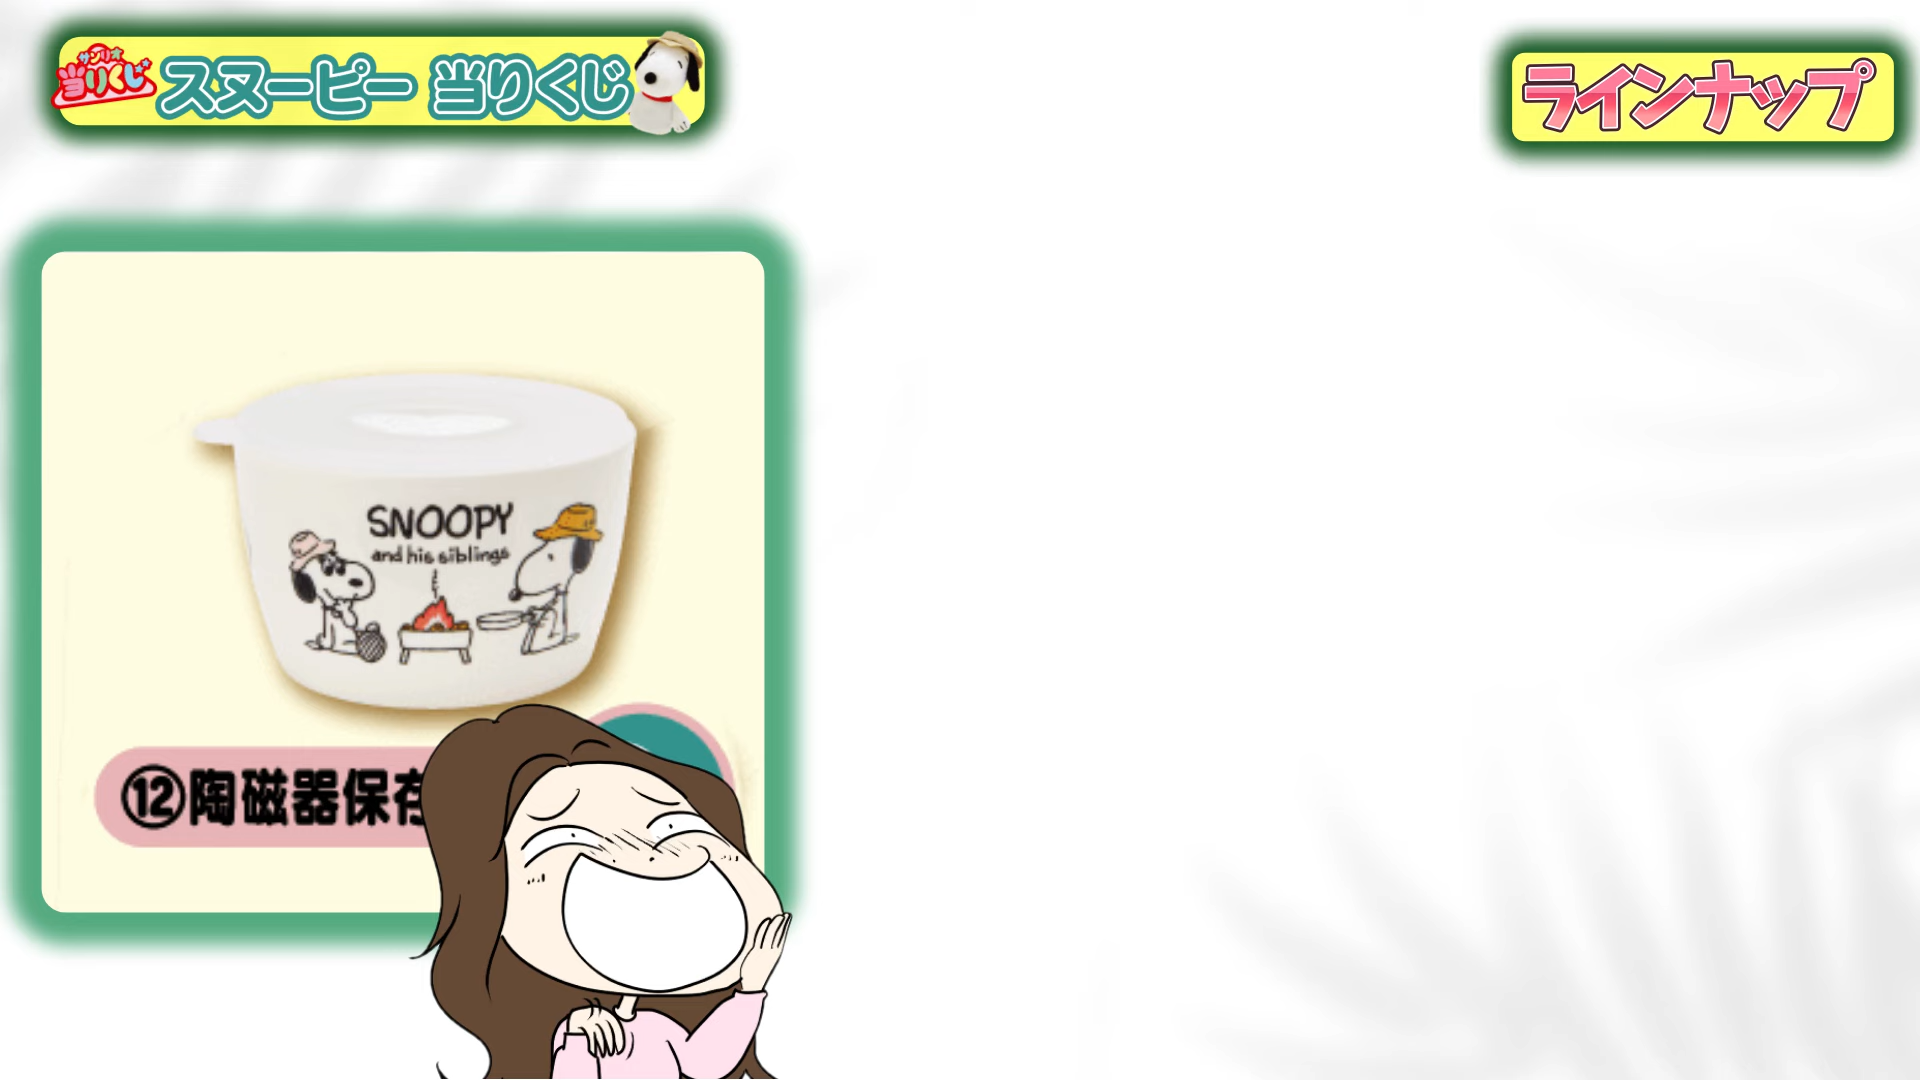 サンリオ
当りくじ
スヌーピー 当りくじ
ラインナップ
SNOOPY
and his siblings
⑫陶磁器保存